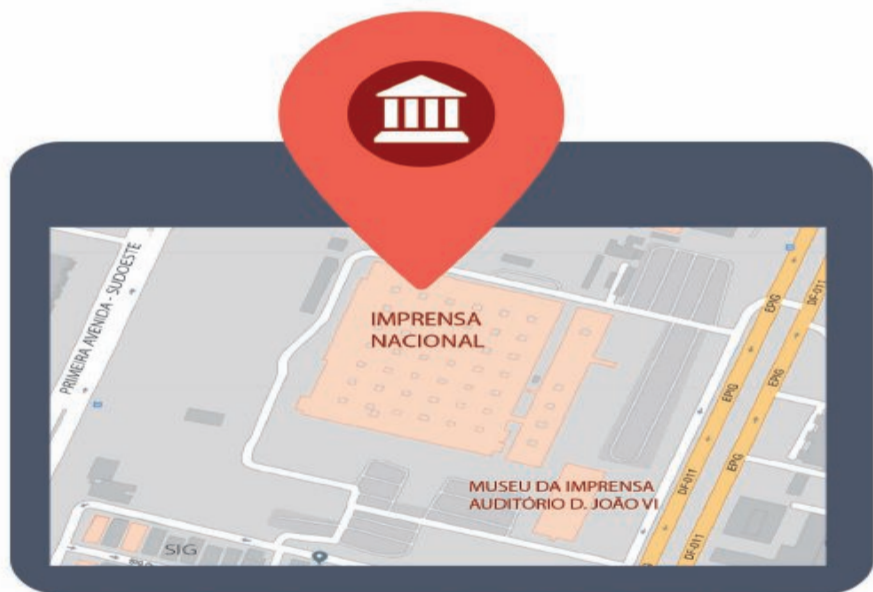 PRIMEIRA AVENIDA - SUDOESTE
IMPRENSA
NACIONAL
EPIG
DF-011
EPIG
EPIG
EPIG
DF-011
DF-011
MUSEU DA IMPRENSA
AUDITÓRIO D. JOÃO VI
SIG